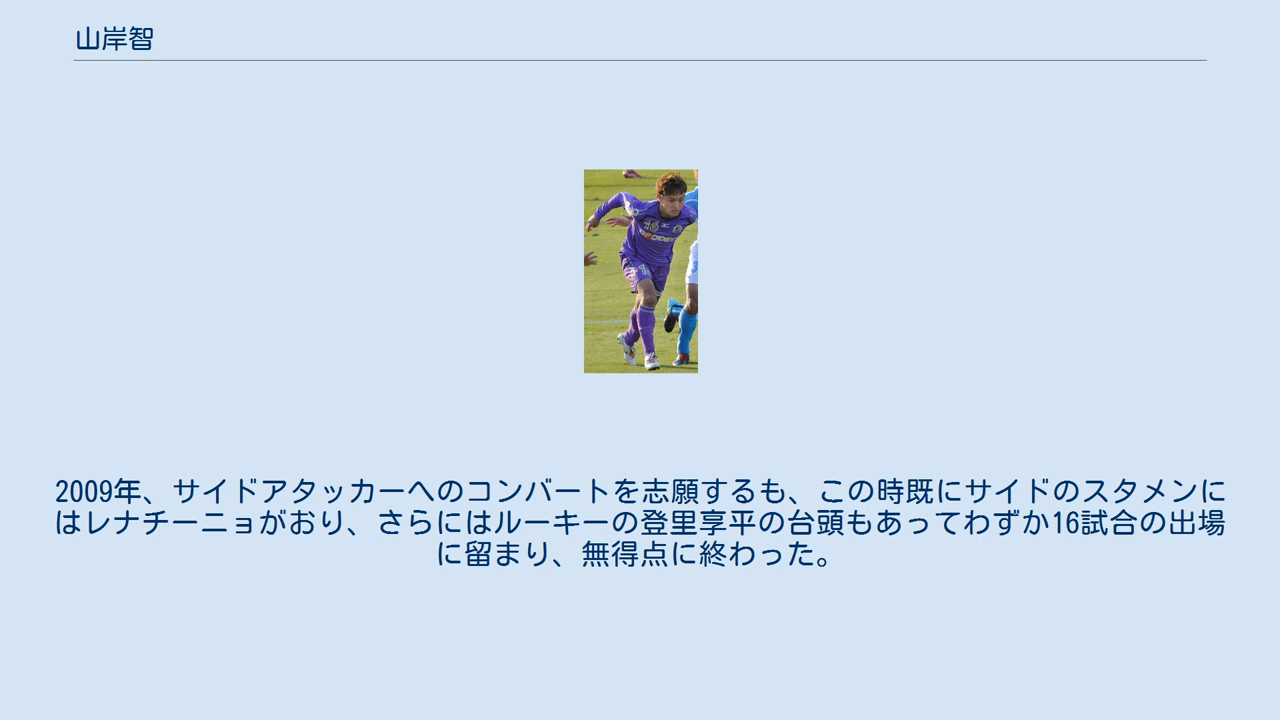 山岸智
2009年、サイドアタッカーへのコンバートを志願するも、この時既にサイドのスタメンに
はレナチーニョがおり、さらにはルーキーの登里享平の台頭もあってわずか16試合の出場
に留まり、無得点に終わった。